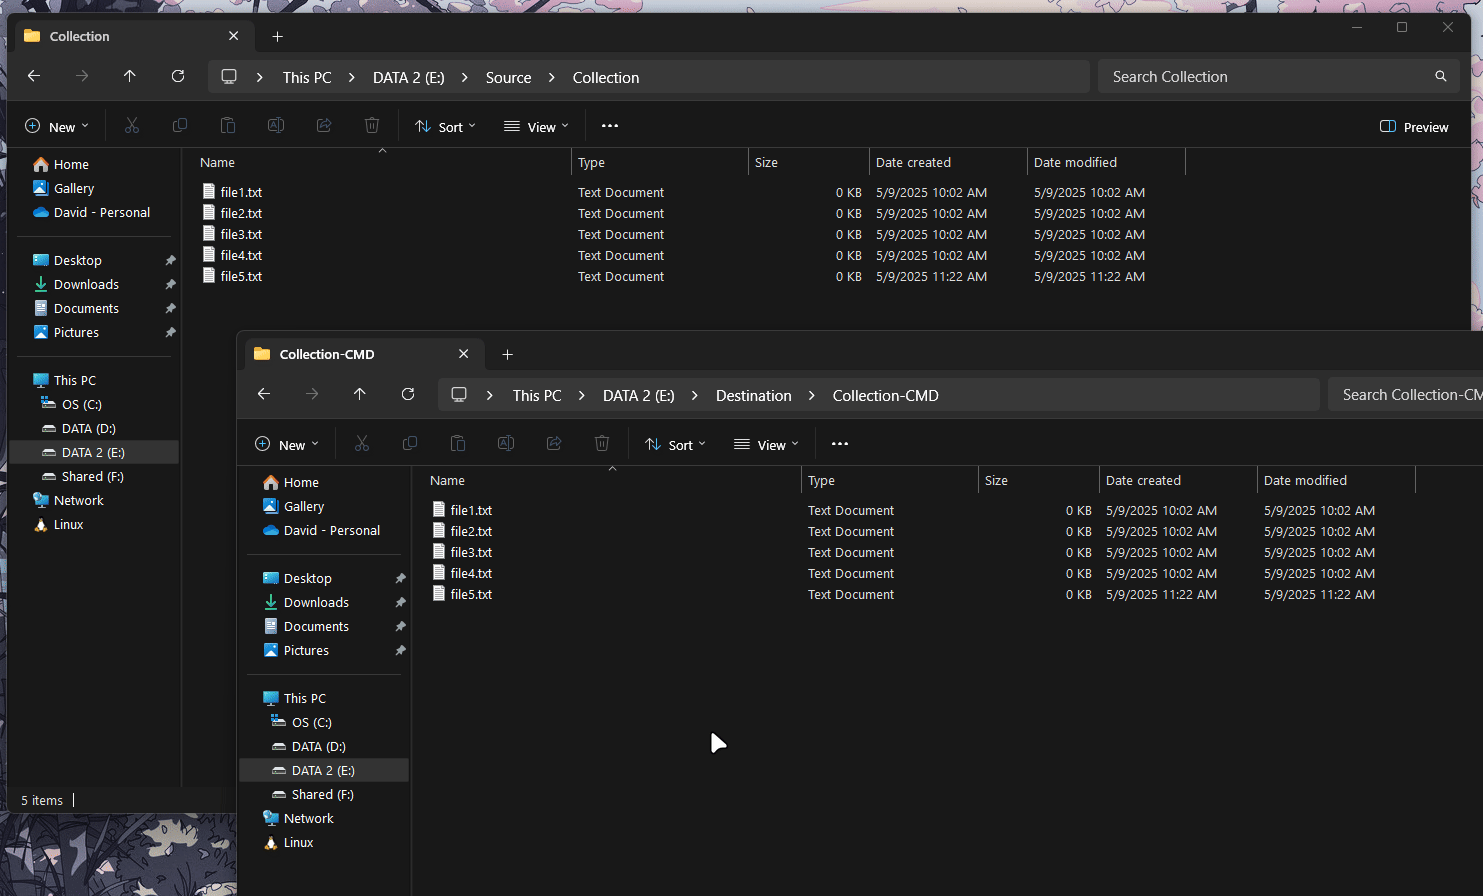 Collection
This PC > DATA 2 (E:) > Source > Collection
Search Collection
New
Sort
View
Preview
Home
Gallery
David - Personal
Desktop
Downloads
Documents
Pictures
This PC
OS (C:)
DATA (D:)
DATA 2 (E:)
Shared (F:)
Network
Linux
5 items
Name Type Size Date created Date modified
file1.txt Text Document 0 KB 5/9/2025 10:02 AM 5/9/2025 10:02 AM
file2.txt Text Document 0 KB 5/9/2025 10:02 AM 5/9/2025 10:02 AM
file3.txt Text Document 0 KB 5/9/2025 10:02 AM 5/9/2025 10:02 AM
file4.txt Text Document 0 KB 5/9/2025 10:02 AM 5/9/2025 10:02 AM
file5.txt Text Document 0 KB 5/9/2025 11:22 AM 5/9/2025 11:22 AM
Collection-CMD
This PC > DATA 2 (E:) > Destination > Collection-CMD
Search Collection-CM
New
Sort
View
Home
Gallery
David - Personal
Desktop
Downloads
Documents
Pictures
This PC
OS (C:)
DATA (D:)
DATA 2 (E:)
Shared (F:)
Network
Linux
Name Type Size Date created Date modified
file1.txt Text Document 0 KB 5/9/2025 10:02 AM 5/9/2025 10:02 AM
file2.txt Text Document 0 KB 5/9/2025 10:02 AM 5/9/2025 10:02 AM
file3.txt Text Document 0 KB 5/9/2025 10:02 AM 5/9/2025 10:02 AM
file4.txt Text Document 0 KB 5/9/2025 10:02 AM 5/9/2025 10:02 AM
file5.txt Text Document 0 KB 5/9/2025 11:22 AM 5/9/2025 11:22 AM